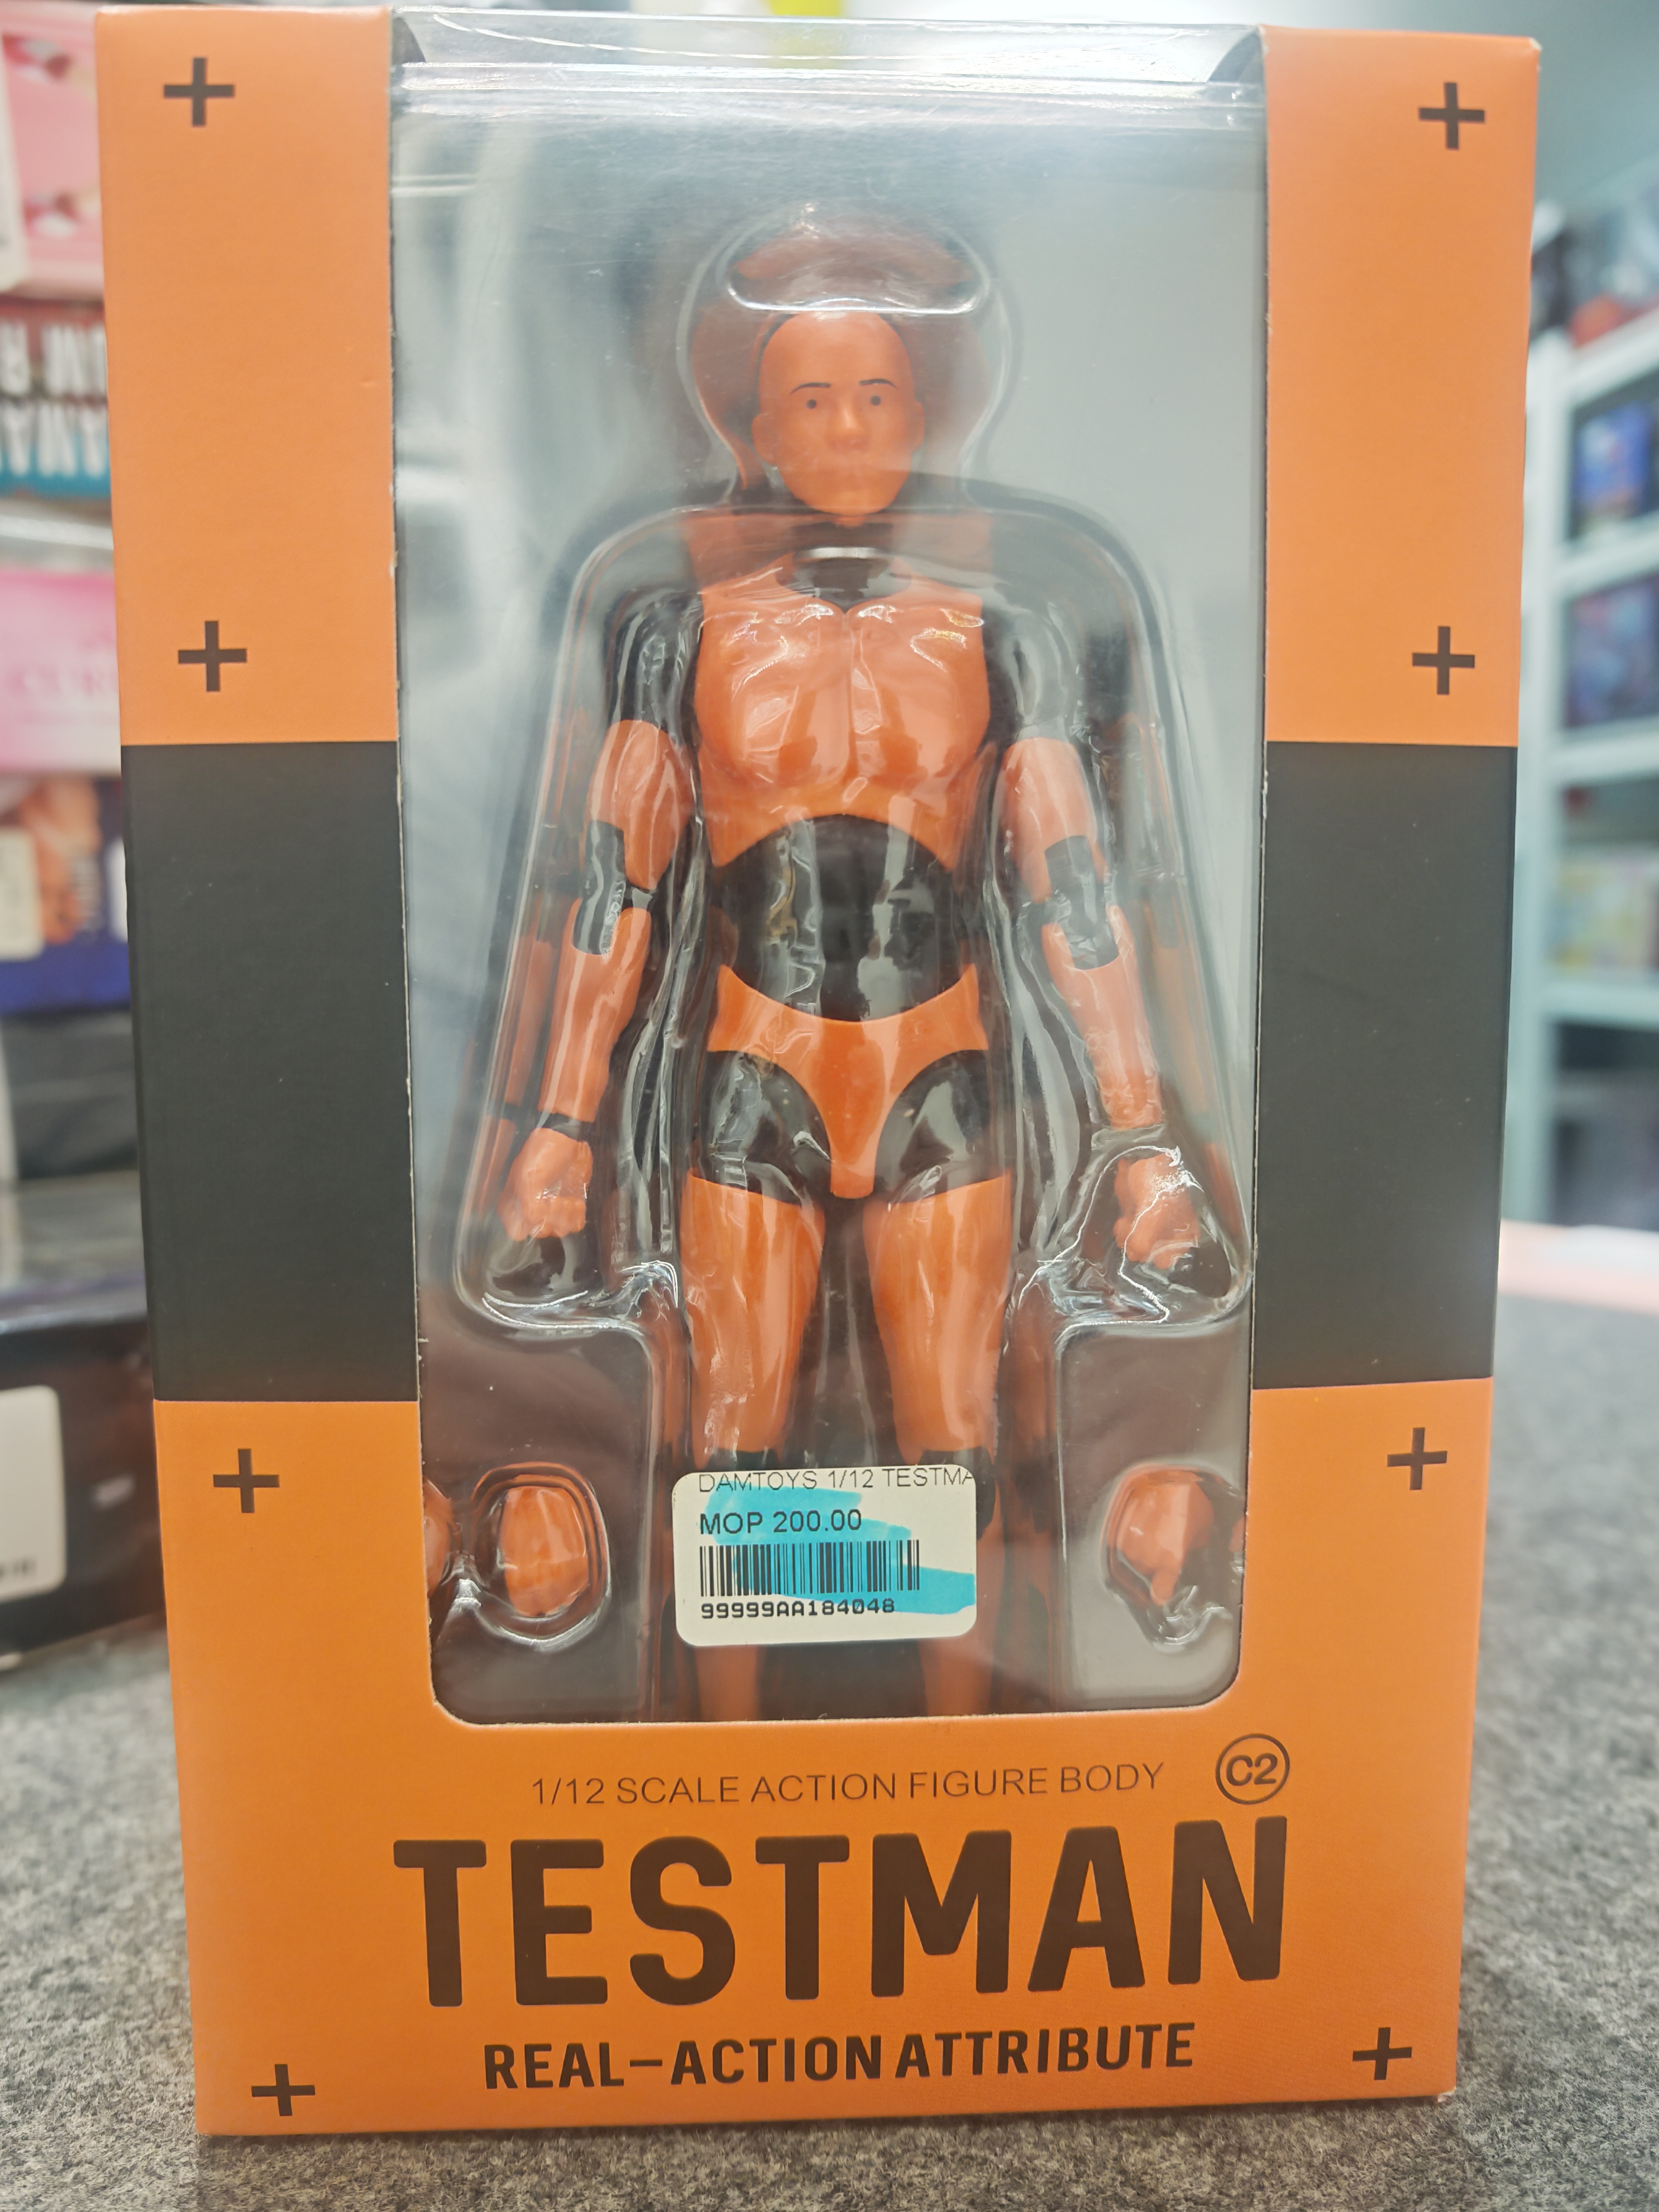 DAMTOYS 1/12 TESTMA
MOP 200.00
99999AA184048
1/12 SCALE ACTION FIGURE BODY C2
TESTMAN
REAL-ACTION ATTRIBUTE